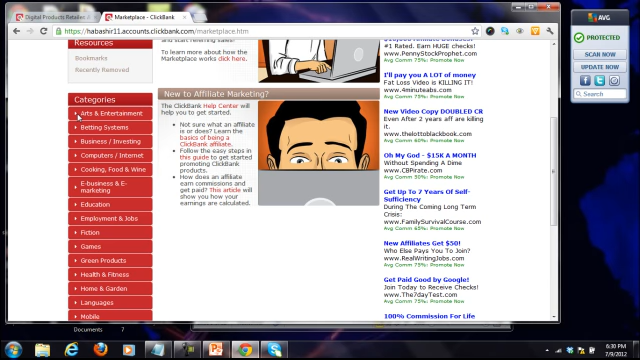 Digital Products Retailer: A
Marketplace - ClickBank
https://habashir11.accounts.clickbank.com/marketplace.htm
Resources
Bookmarks
Recently Removed
Categories
Arts & Entertainment
Betting Systems
Business / Investing
Computers / Internet
Cooking, Food & Wine
E-business & E-
marketing
Education
Employment & Jobs
Fiction
Games
Green Products
Health & Fitness
Home & Garden
Languages
Mobile
and start referring sales!
To learn more about how the
Marketplace works click here.
New to Affiliate Marketing?
The ClickBank Help Center will
help you to get started.
Not sure what an affiliate
is or does? Learn the
basics of being a
ClickBank affiliate.
Follow the easy steps in
this guide to get started
promoting ClickBank
products.
How does an affiliate
earn commissions and
get paid? This article will
show you how your
earnings are calculated.
#1 Rated. Earn HUGE checks!
www.PennyStockProphet.com
Avg Comm 55%: Promote Now
I'll pay you A LOT of money
Fat Loss Video is KILLING IT!
www.4minuteabs.com
Avg Comm 75%: Promote Now
New Video Copy DOUBLED CR
Even After 2 years aff are killing
it.
www.thelottoblackbook.com
Avg Comm 60%: Promote Now
Oh My God - $15K A MONTH
Without Spending A Dime
www.CBPirate.com
Avg Comm 50%: Promote Now
Get Up To 7 Years Of Self-
Sufficiency
During The Coming Long Term
Crisis:
www.FamilySurvivalCourse.com
Avg Comm 65%: Promote Now
New Affiliates Get $50!
Who Else Pays You To Join?
www.RealWritingJobs.com
Avg Comm 75%: Promote Now
Get Paid Good by Google!
Join Today to Receive Checks!
www.The7dayTest.com
Avg Comm 75%: Promote Now
100% Commission For Life
AVG
PROTECTED
SCAN NOW
UPDATE NOW
Search
Documents 7
6:30 PM
7/9/2012